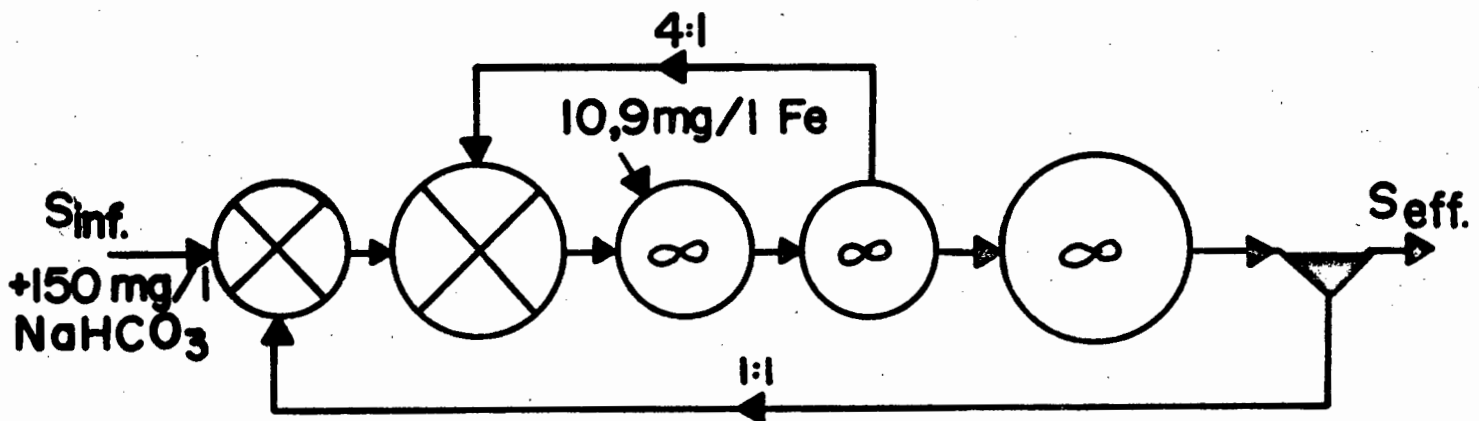 4:1
10,9mg/l Fe
Sinf.
+150 mg/l
NaHCO3
∞
∞
∞
Seff.
1:1